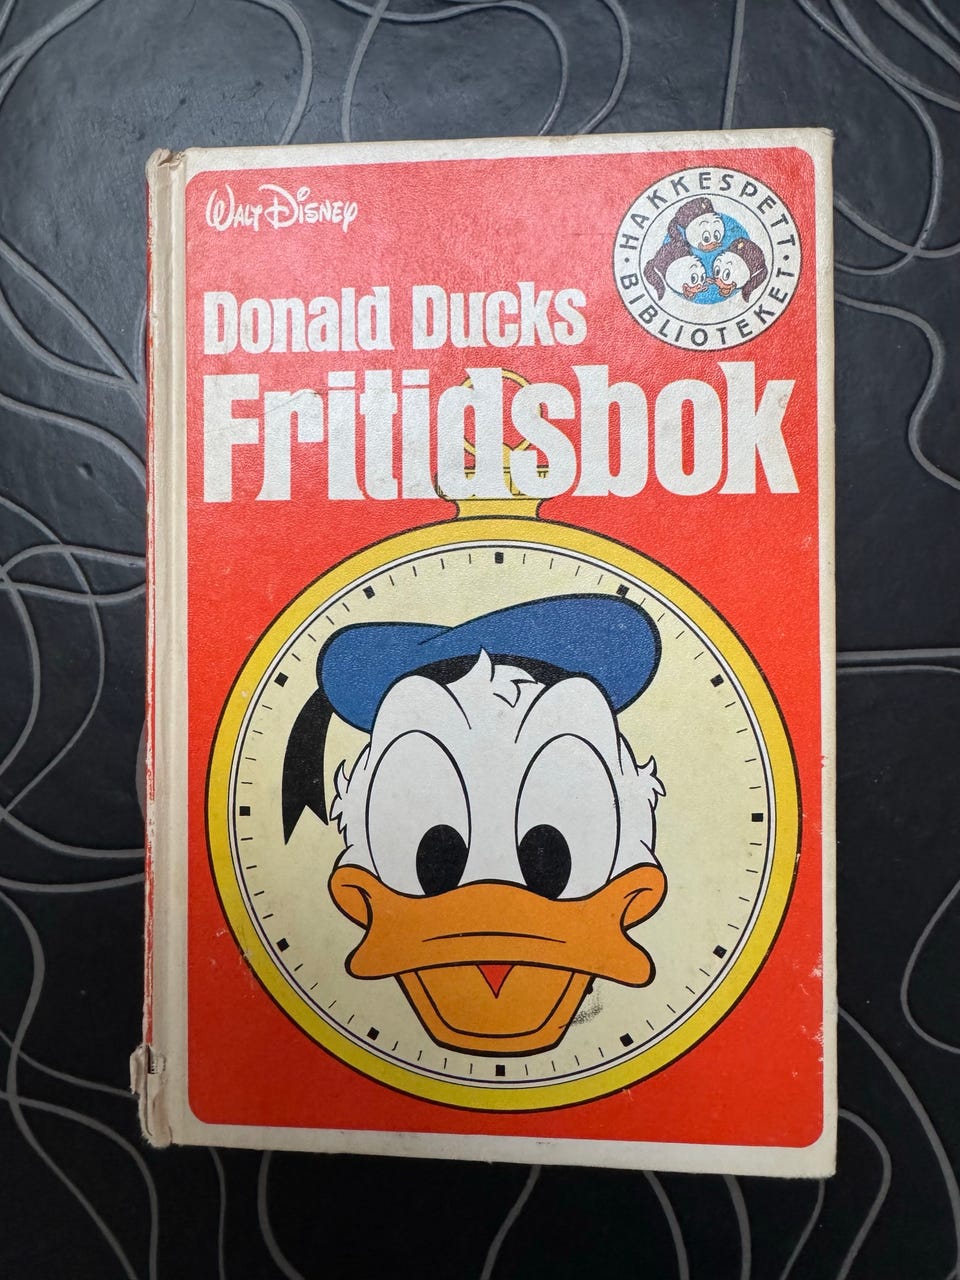 Walt Disney
HAKKESPETT
BIBLIOTEKET
Donald Ducks
Fritidsbok